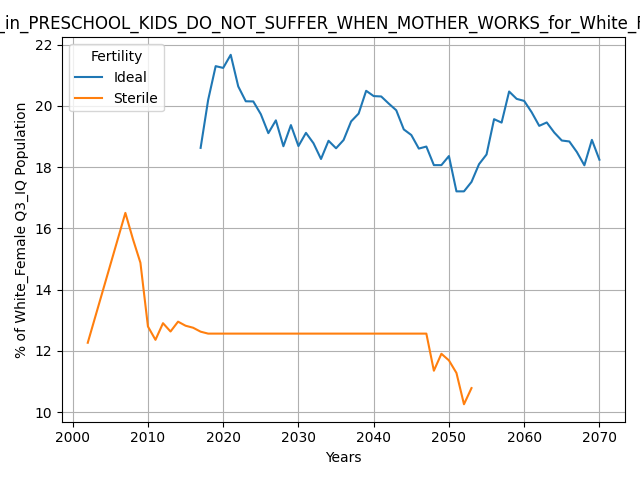 _in_PRESCHOOL_KIDS_DO_NOT_SUFFER_WHEN_MOTHER_WORKS_for_White_F
Fertility
Ideal
Sterile
% of White_Female Q3_IQ Population
22
20
18
16
14
12
10
2000 2010 2020 2030 2040 2050 2060 2070
Years